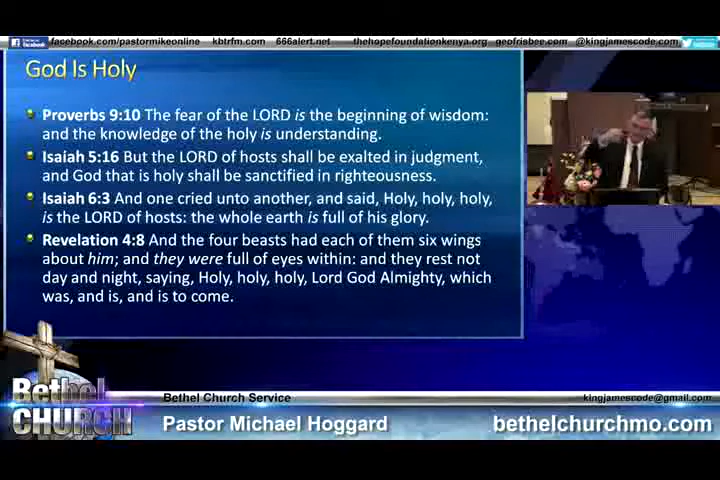 facebook.com/pastormikeonline kbtrfm.com 666alert.net thehopefoundationkenya.org geofrisbee.com @kingjamescode.com
God Is Holy
Proverbs 9:10 The fear of the LORD is the beginning of wisdom:
and the knowledge of the holy is understanding.
Isaiah 5:16 But the LORD of hosts shall be exalted in judgment,
and God that is holy shall be sanctified in righteousness.
Isaiah 6:3 And one cried unto another, and said, Holy, holy, holy,
is the LORD of hosts: the whole earth is full of his glory.
Revelation 4:8 And the four beasts had each of them six wings
about him; and they were full of eyes within: and they rest not
day and night, saying, Holy, holy, holy, Lord God Almighty, which
was, and is, and is to come.
Bethel
CHURCH
Bethel Church Service
kingjamescode@gmail.com
Pastor Michael Hoggard
bethelchurchmo.com